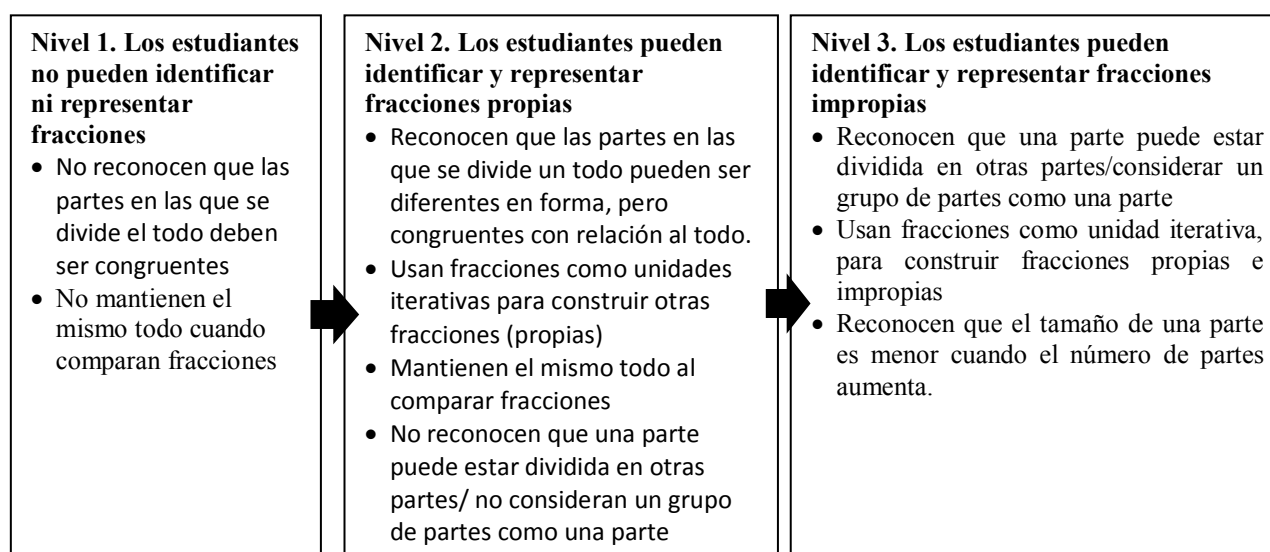 Nivel 1. Los estudiantes
no pueden identificar
ni representar
fracciones
• No reconocen que las
partes en las que se
divide el todo deben
ser congruentes
• No mantienen el
mismo todo cuando
comparan fracciones
Nivel 2. Los estudiantes pueden
identificar y representar
fracciones propias
• Reconocen que las partes en las
que se divide un todo pueden ser
diferentes en forma, pero
congruentes con relación al todo.
• Usan fracciones como unidades
iterativas para construir otras
fracciones (propias)
• Mantienen el mismo todo al
comparar fracciones
• No reconocen que una parte
puede estar dividida en otras
partes/ no consideran un grupo
de partes como una parte
Nivel 3. Los estudiantes pueden
identificar y representar fracciones
impropias
• Reconocen que una parte puede estar
dividida en otras partes/considerar un
grupo de partes como una parte
• Usan fracciones como unidad iterativa,
para construir fracciones propias e
impropias
• Reconocen que el tamaño de una parte
es menor cuando el número de partes
aumenta.